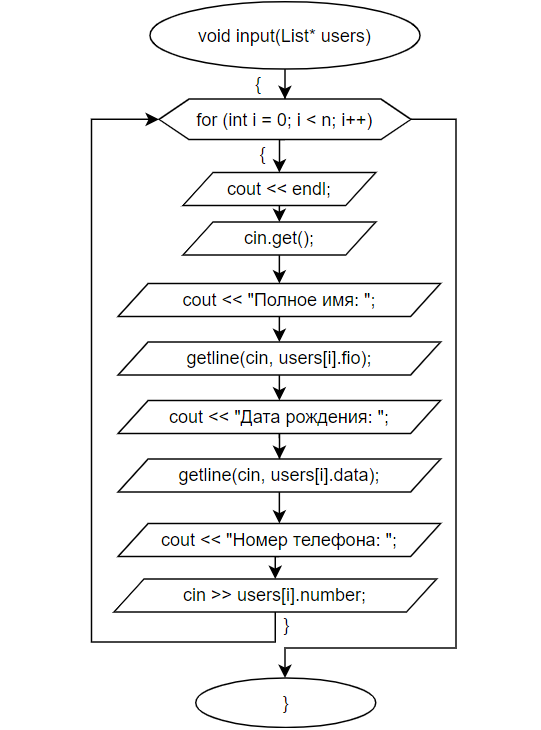 void input(List* users)
{
for (int i = 0; i < n; i++)
{
cout << endl;
cin.get();
cout << "Полное имя: ";
getline(cin, users[i].fio);
cout << "Дата рождения: ";
getline(cin, users[i].data);
cout << "Номер телефона: ";
cin >> users[i].number;
}
}